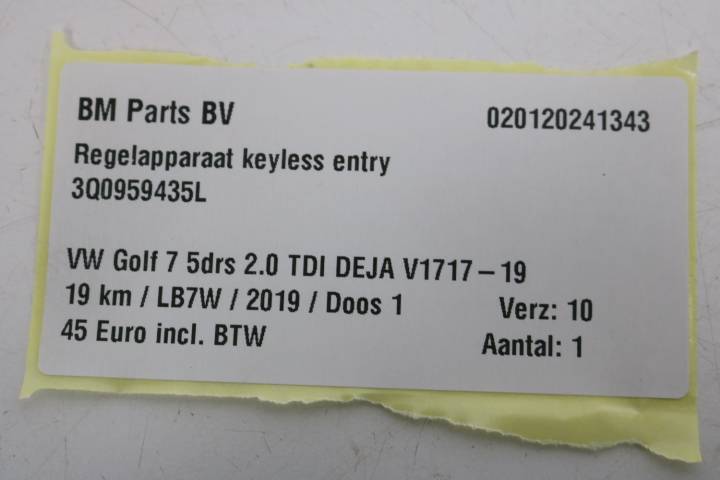 BM Parts BV 020120241343
Regelapparaat keyless entry
3Q0959435L
VW Golf 7 5drs 2.0 TDI DEJA V1717-19
19 km / LB7W / 2019 / Doos 1 Verz: 10
45 Euro incl. BTW Aantal: 1